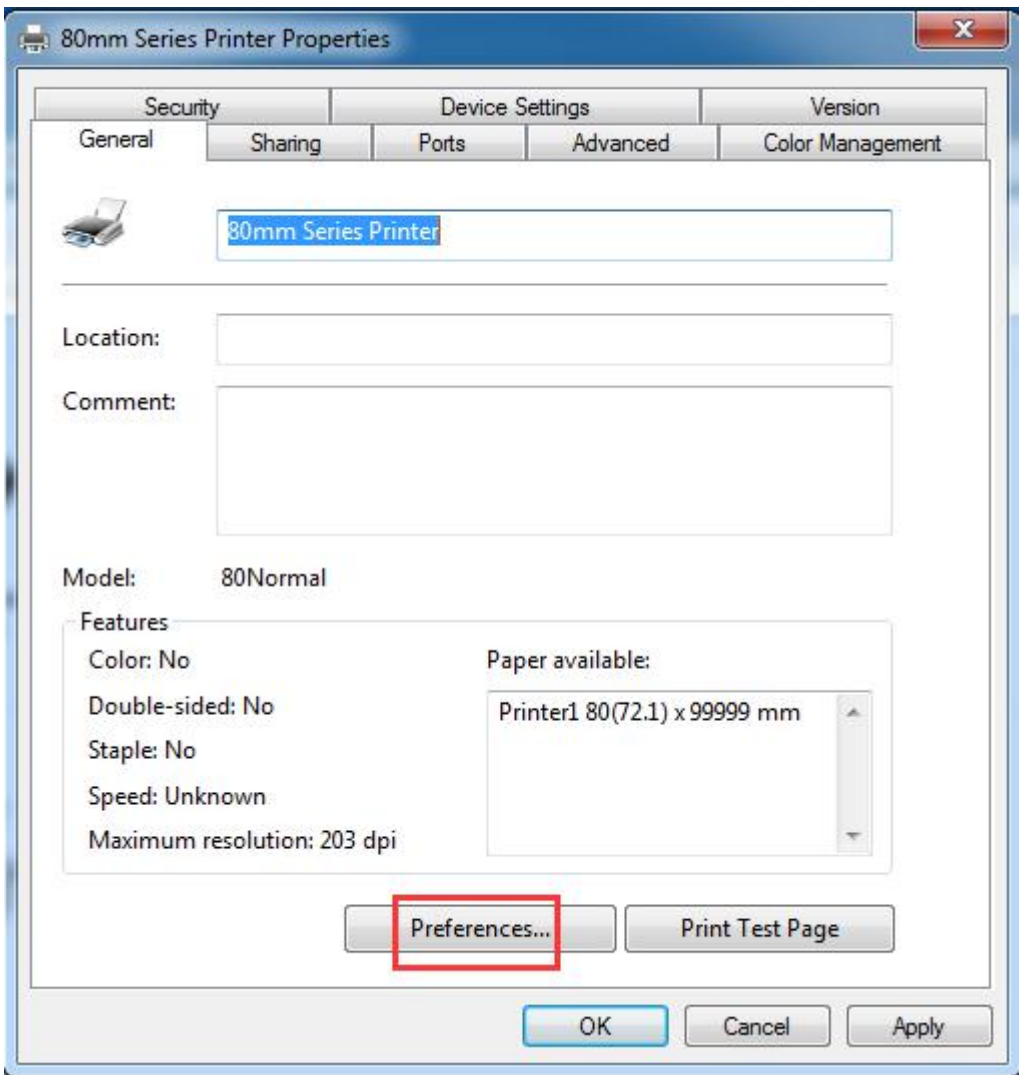 80mm Series Printer Properties
Security Device Settings Version
General Sharing Ports Advanced Color Management
80mm Series Printer
Location:
Comment:
Model: 80Normal
Features
Color: No Paper available:
Double-sided: No Printer1 80(72.1) x 99999 mm
Staple: No
Speed: Unknown
Maximum resolution: 203 dpi
Preferences... Print Test Page
OK Cancel Apply